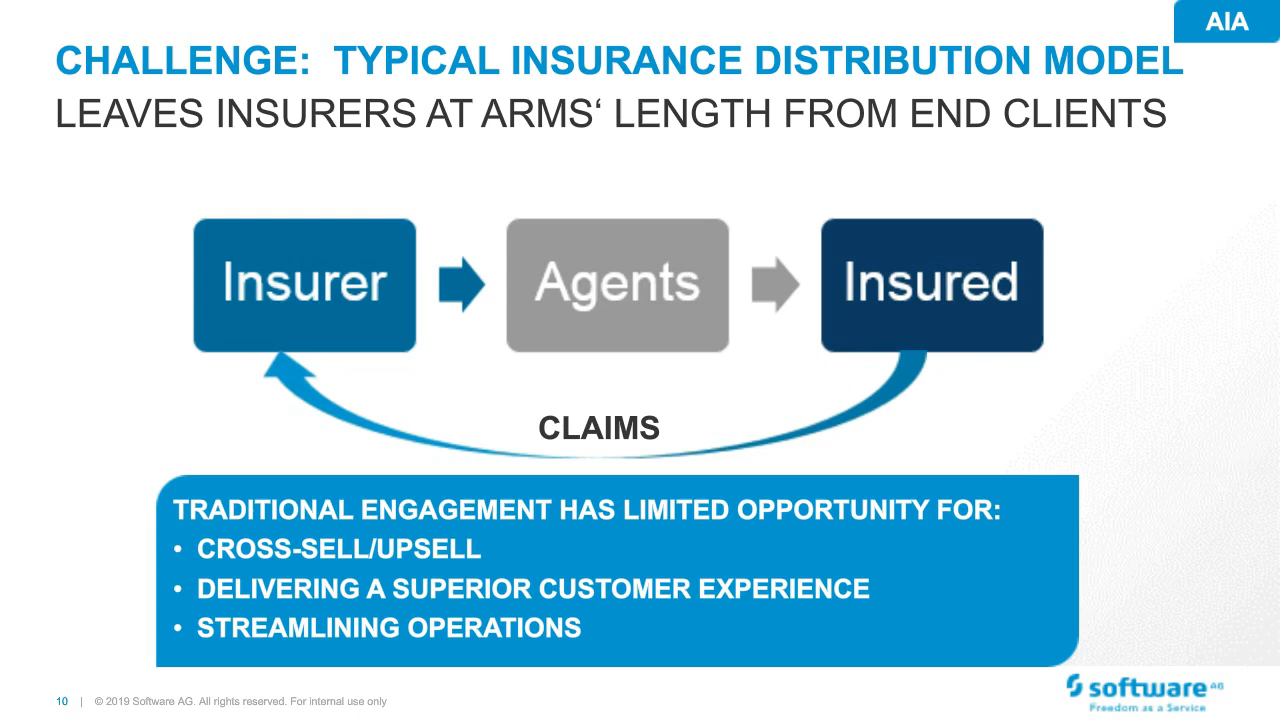 AIA
CHALLENGE: TYPICAL INSURANCE DISTRIBUTION MODEL
LEAVES INSURERS AT ARMS‘ LENGTH FROM END CLIENTS
Insurer
Agents
Insured
CLAIMS
TRADITIONAL ENGAGEMENT HAS LIMITED OPPORTUNITY FOR:
• CROSS-SELL/UPSELL
• DELIVERING A SUPERIOR CUSTOMER EXPERIENCE
• STREAMLINING OPERATIONS
10 | © 2019 Software AG. All rights reserved. For internal use only
software AG
Freedom as a Service